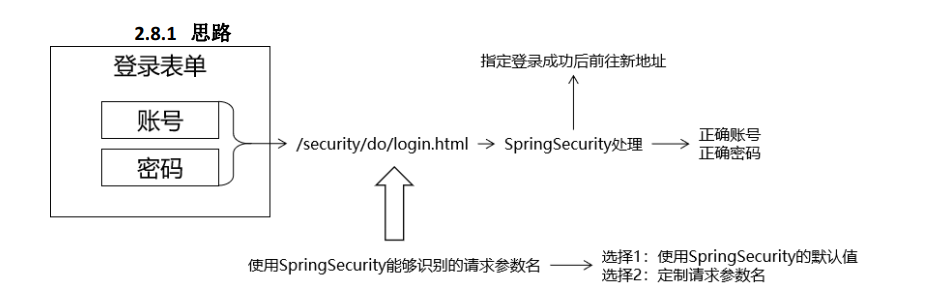 2.8.1 思路
登录表单
账号
密码
/security/do/login.html
SpringSecurity处理
指定登录成功后前往新地址
正确账号
正确密码
使用SpringSecurity能够识别的请求参数名
选择1：使用SpringSecurity的默认值
选择2：定制请求参数名